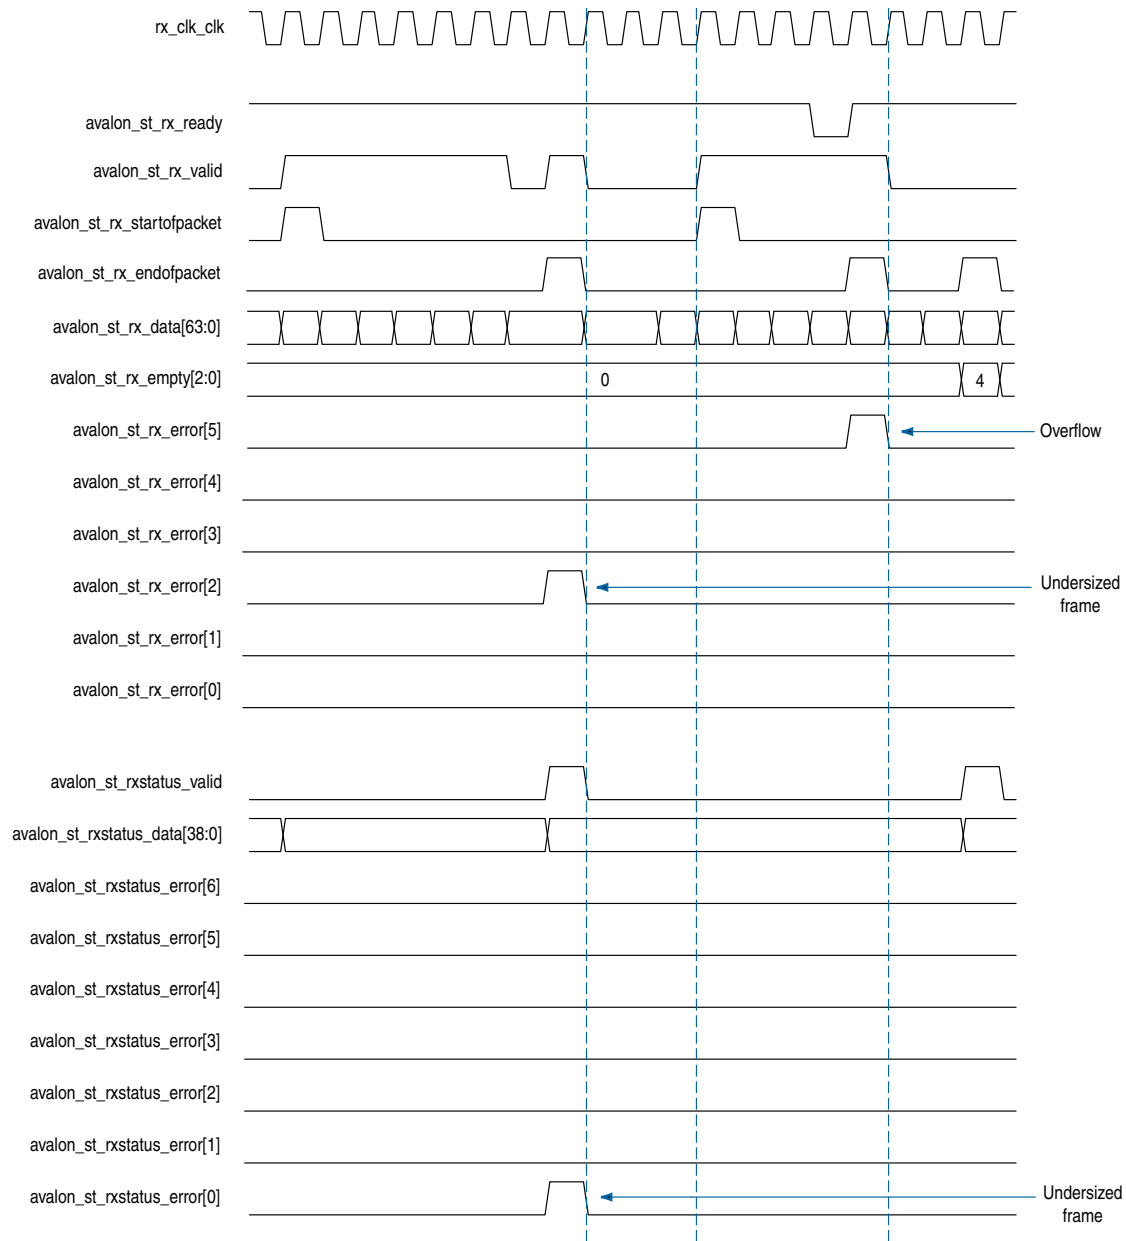 rx_clk_clk
avalon_st_rx_ready
avalon_st_rx_valid
avalon_st_rx_startofpacket
avalon_st_rx_endofpacket
avalon_st_rx_data[63:0]
avalon_st_rx_empty[2:0]
0
4
avalon_st_rx_error[5]
Overflow
avalon_st_rx_error[4]
avalon_st_rx_error[3]
avalon_st_rx_error[2]
Undersized
frame
avalon_st_rx_error[1]
avalon_st_rx_error[0]
avalon_st_rxstatus_valid
avalon_st_rxstatus_data[38:0]
avalon_st_rxstatus_error[6]
avalon_st_rxstatus_error[5]
avalon_st_rxstatus_error[4]
avalon_st_rxstatus_error[3]
avalon_st_rxstatus_error[2]
avalon_st_rxstatus_error[1]
avalon_st_rxstatus_error[0]
Undersized
frame